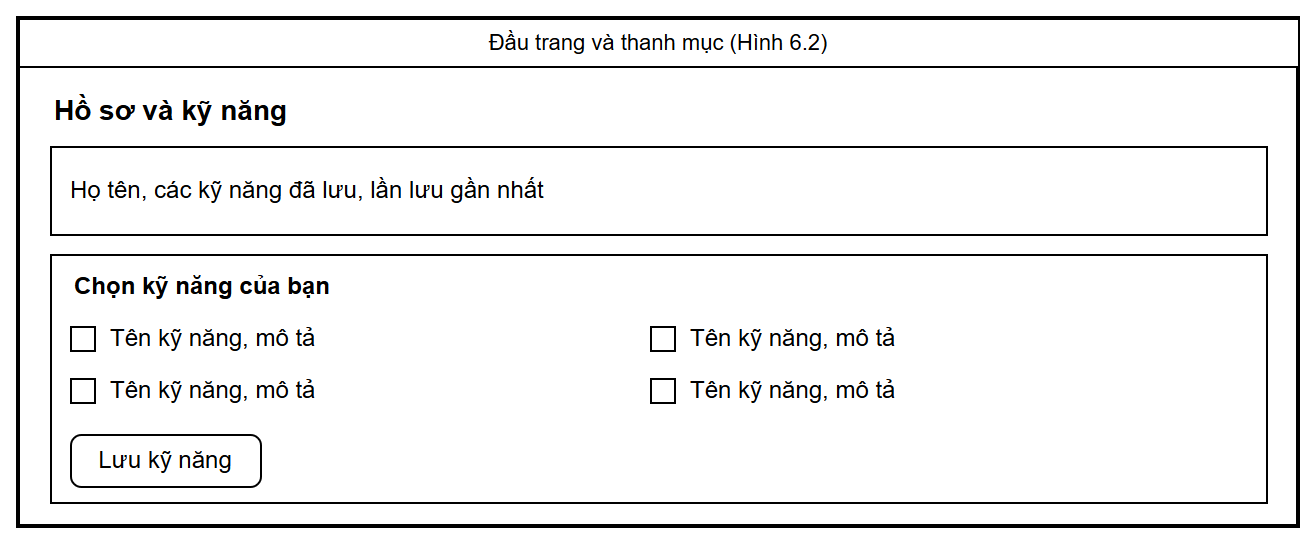 Đầu trang và thanh mục (Hình 6.2)
Hồ sơ và kỹ năng
Họ tên, các kỹ năng đã lưu, lần lưu gần nhất
Chọn kỹ năng của bạn
Tên kỹ năng, mô tả
Tên kỹ năng, mô tả
Tên kỹ năng, mô tả
Tên kỹ năng, mô tả
Lưu kỹ năng